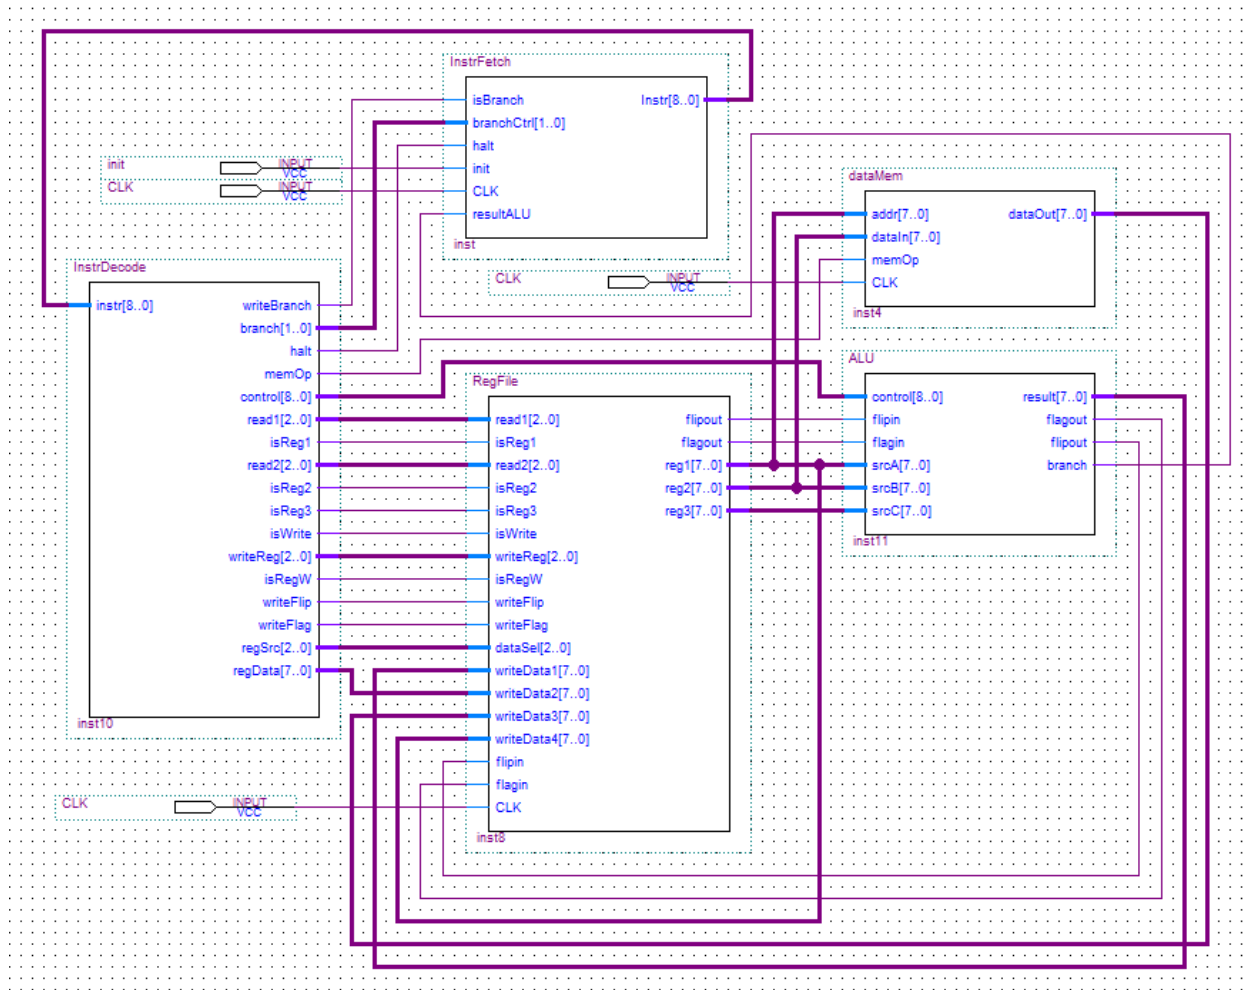 InstrFetch
isBranch
Instr[8..0]
branchCtrl[1..0]
halt
init
INPUT
VCC
init
CLK
INPUT
VCC
CLK
resultALU
inst
dataMem
addr[7..0]
dataOut[7..0]
dataIn[7..0]
memOp
CLK
INPUT
VCC
CLK
inst4
InstrDecode
instr[8..0]
writeBranch
branch[1..0]
halt
memOp
control[8..0]
read1[2..0]
isReg1
read2[2..0]
isReg2
isReg3
isWrite
writeReg[2..0]
isRegW
writeFlip
writeFlag
regSrc[2..0]
regData[7..0]
inst10
RegFile
read1[2..0]
flipout
isReg1
flagout
read2[2..0]
reg1[7..0]
isReg2
reg2[7..0]
isReg3
reg3[7..0]
isWrite
writeReg[2..0]
isRegW
writeFlip
writeFlag
dataSel[2..0]
writeData1[7..0]
writeData2[7..0]
writeData3[7..0]
writeData4[7..0]
flipin
flagin
CLK
inst8
CLK
INPUT
VCC
ALU
control[8..0]
result[7..0]
flipin
flagout
flagin
flipout
srcA[7..0]
branch
srcB[7..0]
srcC[7..0]
inst11